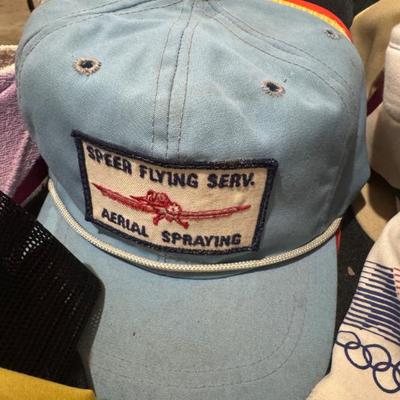 SPEER FLYING SERV.
AERIAL SPRAYING